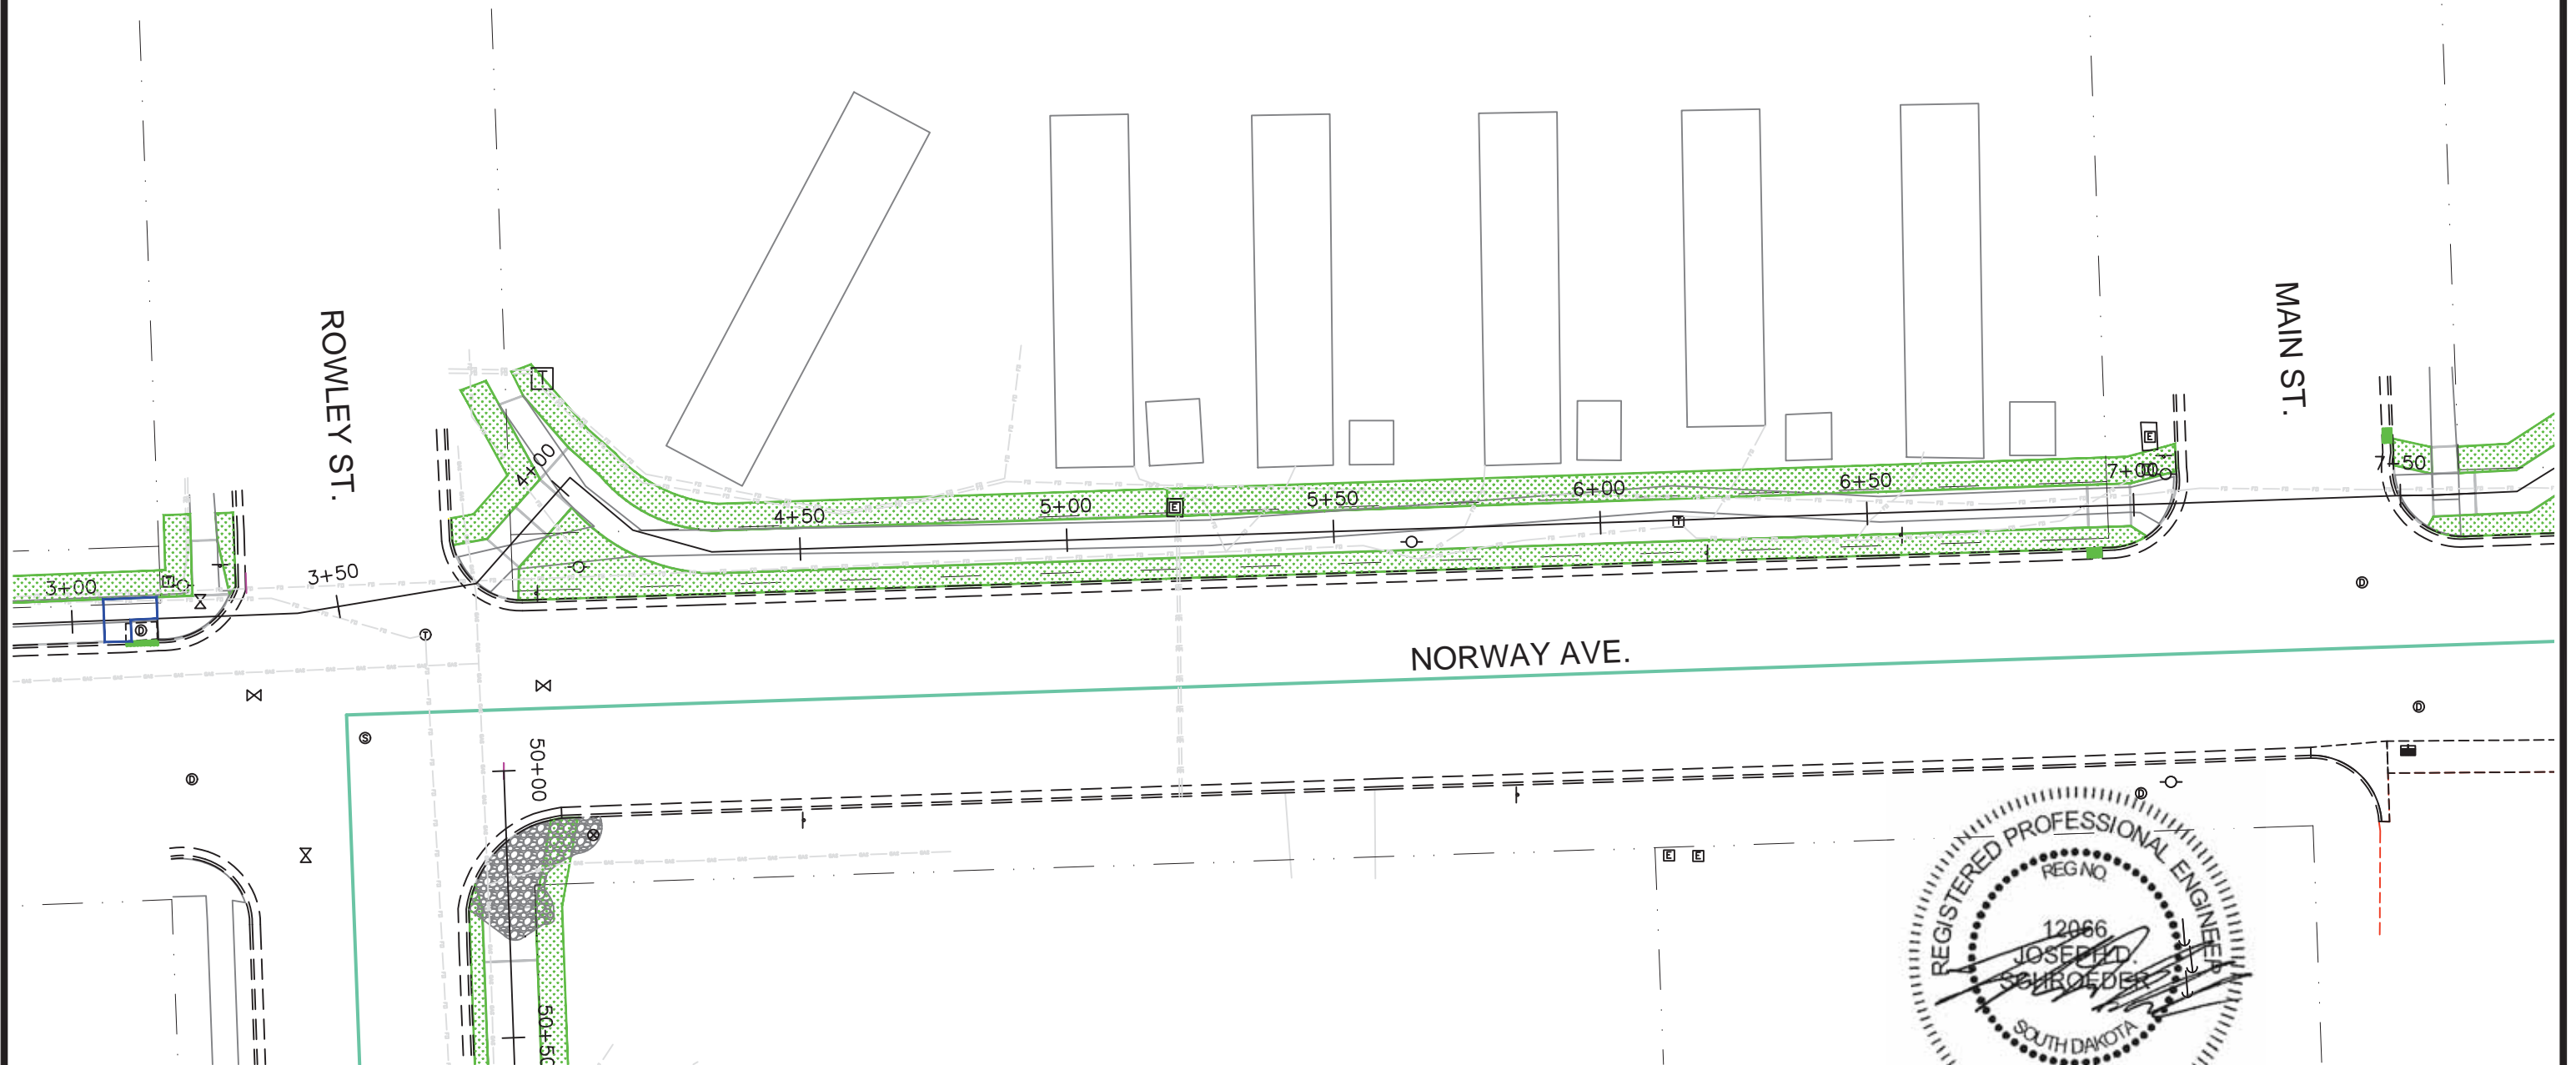 ROWLEY ST.
MAIN ST.
4+00
4+50
5+00
E
5+50
6+00
6+50
7+00
E
7+50
T
T
3+00
T
3+50
D
T
D
NORWAY AVE.
S
D
D
50+00
D
E E
50+50
REGISTERED PROFESSIONAL ENGINEER
REG NO.
12066
JOSEPH D.
SCHROEDER
SOUTH DAKOTA